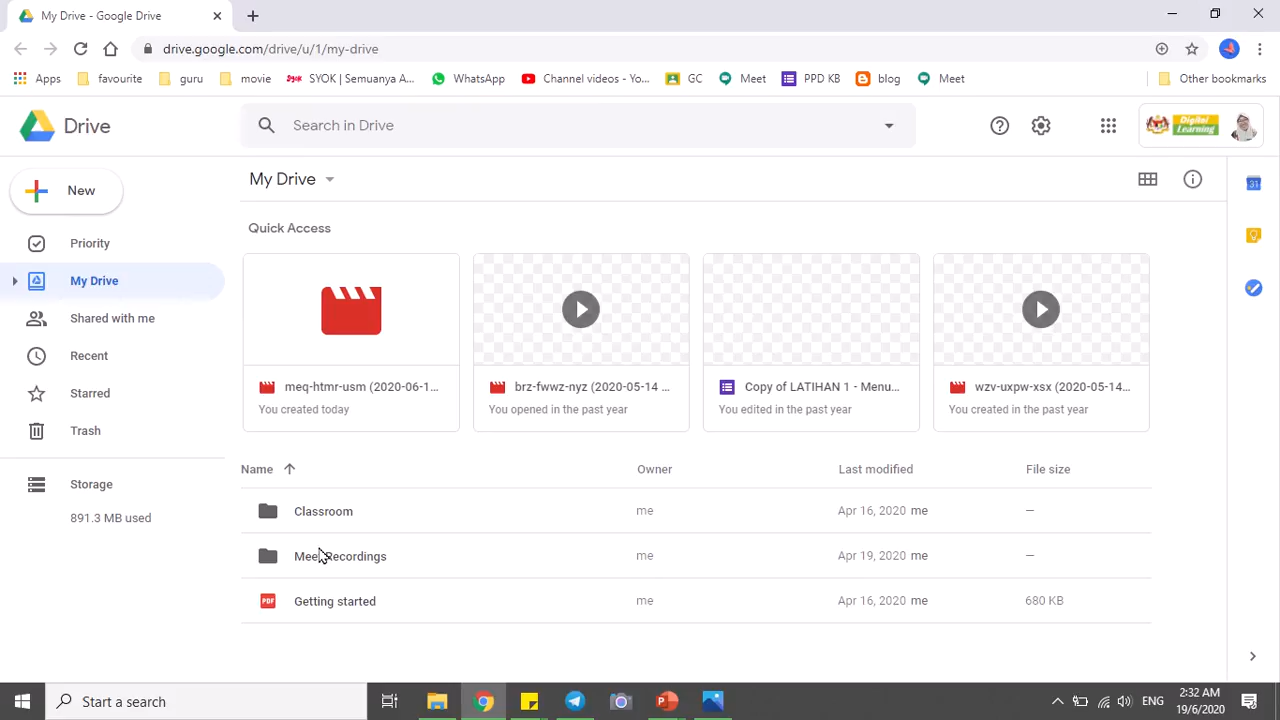 My Drive - Google Drive
drive.google.com/drive/u/1/my-drive
Apps favourite guru movie SYOK | Semuanya A... WhatsApp Channel videos - Yo... GC Meet PPD KB blog Meet Other bookmarks
Drive
Search in Drive
Digital Learning
New
My Drive
Quick Access
Priority
My Drive
Shared with me
Recent
Starred
Trash
Storage
891.3 MB used
meq-htmr-usm (2020-06-1...
You created today
brz-fwwz-nyz (2020-05-14 ...
You opened in the past year
Copy of LATIHAN 1 - Menu...
You edited in the past year
wzv-uxpw-xsx (2020-05-14...
You created in the past year
Name Owner Last modified File size
Classroom me Apr 16, 2020 me —
Meet Recordings me Apr 19, 2020 me —
PDF Getting started me Apr 16, 2020 me 680 KB
31
Start a search
ENG
2:32 AM
19/6/2020